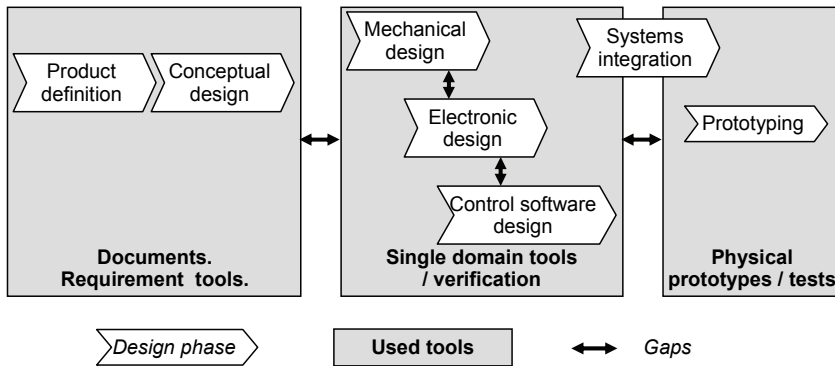 Product
definition
Conceptual
design
Documents.
Requirement tools.
Mechanical
design
Electronic
design
Control software
design
Single domain tools
/ verification
Systems
integration
Prototyping
Physical
prototypes / tests
Design phase
Used tools
Gaps